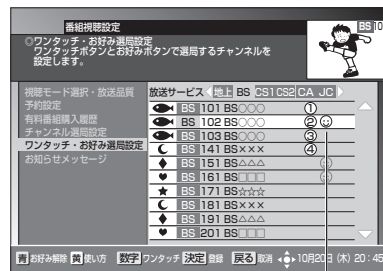 番組視聴設定
◎ワンタッチ・お好み選局設定
ワンタッチボタンとお好みボタンで選局するチャンネルを
設定します。
BS 10
視聴モード選択・放送品質
予約設定
有料番組購入履歴
チャンネル選局設定
ワンタッチ・お好み選局設定
お知らせメッセージ
放送サービス 地上 BS CS1 CS2 CA JC
BS 101 BS○○○ ①
BS 102 BS○○○ ②
BS 103 BS○○○ ③
BS 141 BS××× ④
BS 151 BS△△△
BS 161 BS□□□
BS 171 BS☆☆☆
BS 181 BS×××
BS 191 BS△△△
BS 201 BS□□□
青 お好み解除 黄 使い方 数字 ワンタッチ 決定 登録 戻る 取消 10月20日 (木) 20:45